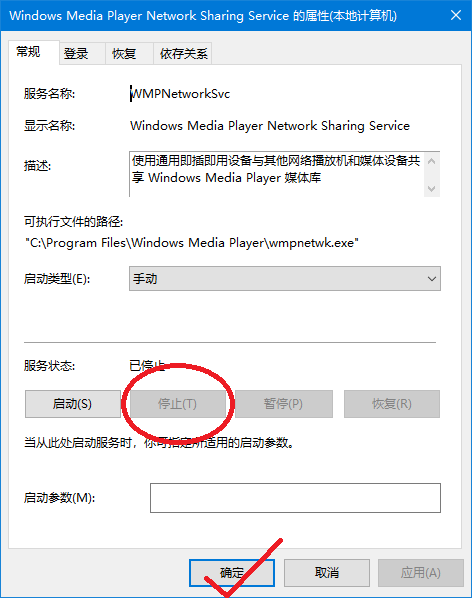 Windows Media Player Network Sharing Service 的属性(本地计算机)
常规 登录 恢复 依存关系
服务名称: WMPNetworkSvc
显示名称: Windows Media Player Network Sharing Service
描述: 使用通用即插即用设备与其他网络播放机和媒体设备共
享 Windows Media Player 媒体库
可执行文件的路径:
"C:\Program Files\Windows Media Player\wmpnetwk.exe"
启动类型(E): 手动
服务状态: 已停止
启动(S) 停止(T) 暂停(P) 恢复(R)
当从此处启动服务时，你可指定所适用的启动参数。
启动参数(M):
确定 取消 应用(A)